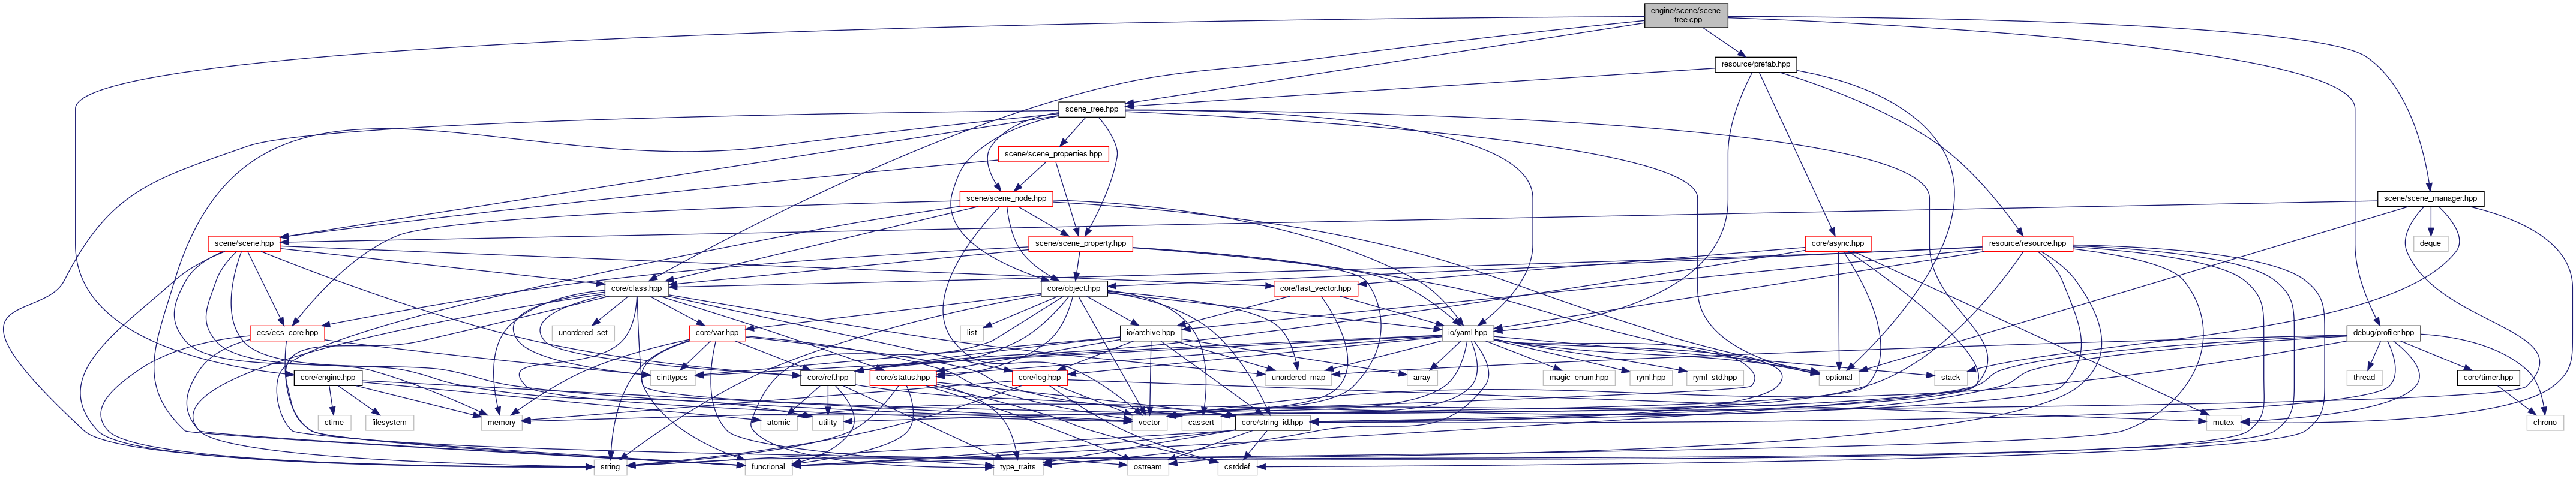 engine/scene/scene
_tree.cpp
resource/prefab.hpp
scene_tree.hpp
scene/scene_properties.hpp
scene/scene_node.hpp
scene/scene_manager.hpp
scene/scene.hpp
scene/scene_property.hpp
core/async.hpp
resource/resource.hpp
deque
core/class.hpp
core/object.hpp
core/fast_vector.hpp
ecs/ecs_core.hpp
unordered_set
core/var.hpp
list
io/archive.hpp
io/yaml.hpp
debug/profiler.hpp
core/engine.hpp
cinttypes
core/ref.hpp
core/status.hpp
core/log.hpp
unordered_map
array
magic_enum.hpp
ryml.hpp
ryml_std.hpp
optional
stack
thread
core/timer.hpp
ctime
filesystem
memory
atomic
utility
vector
cassert
core/string_id.hpp
mutex
chrono
string
functional
type_traits
ostream
cstddef